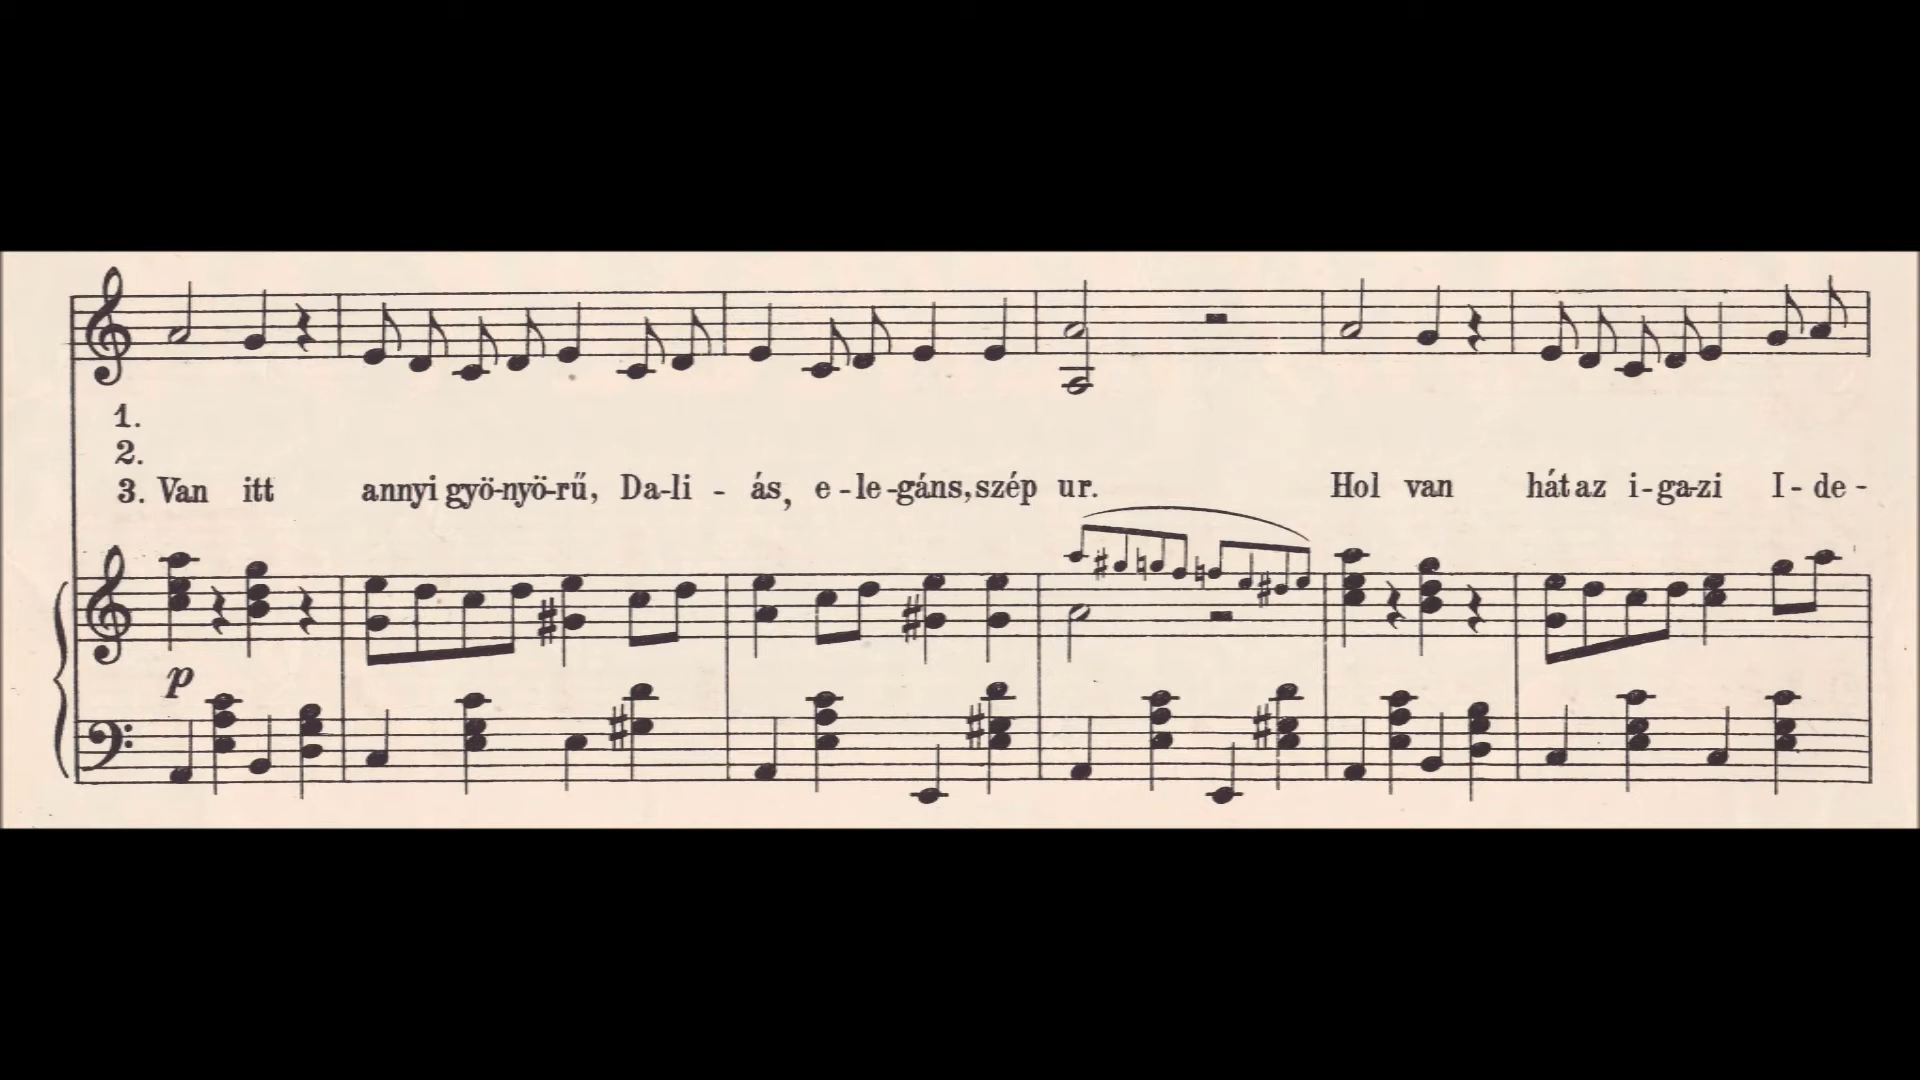 1.
2.
3. Van itt annyi gyö-nyö-rű, Da-li - ás, e-le-gáns, szép ur. Hol van hát az i-ga-zi I-de-
p